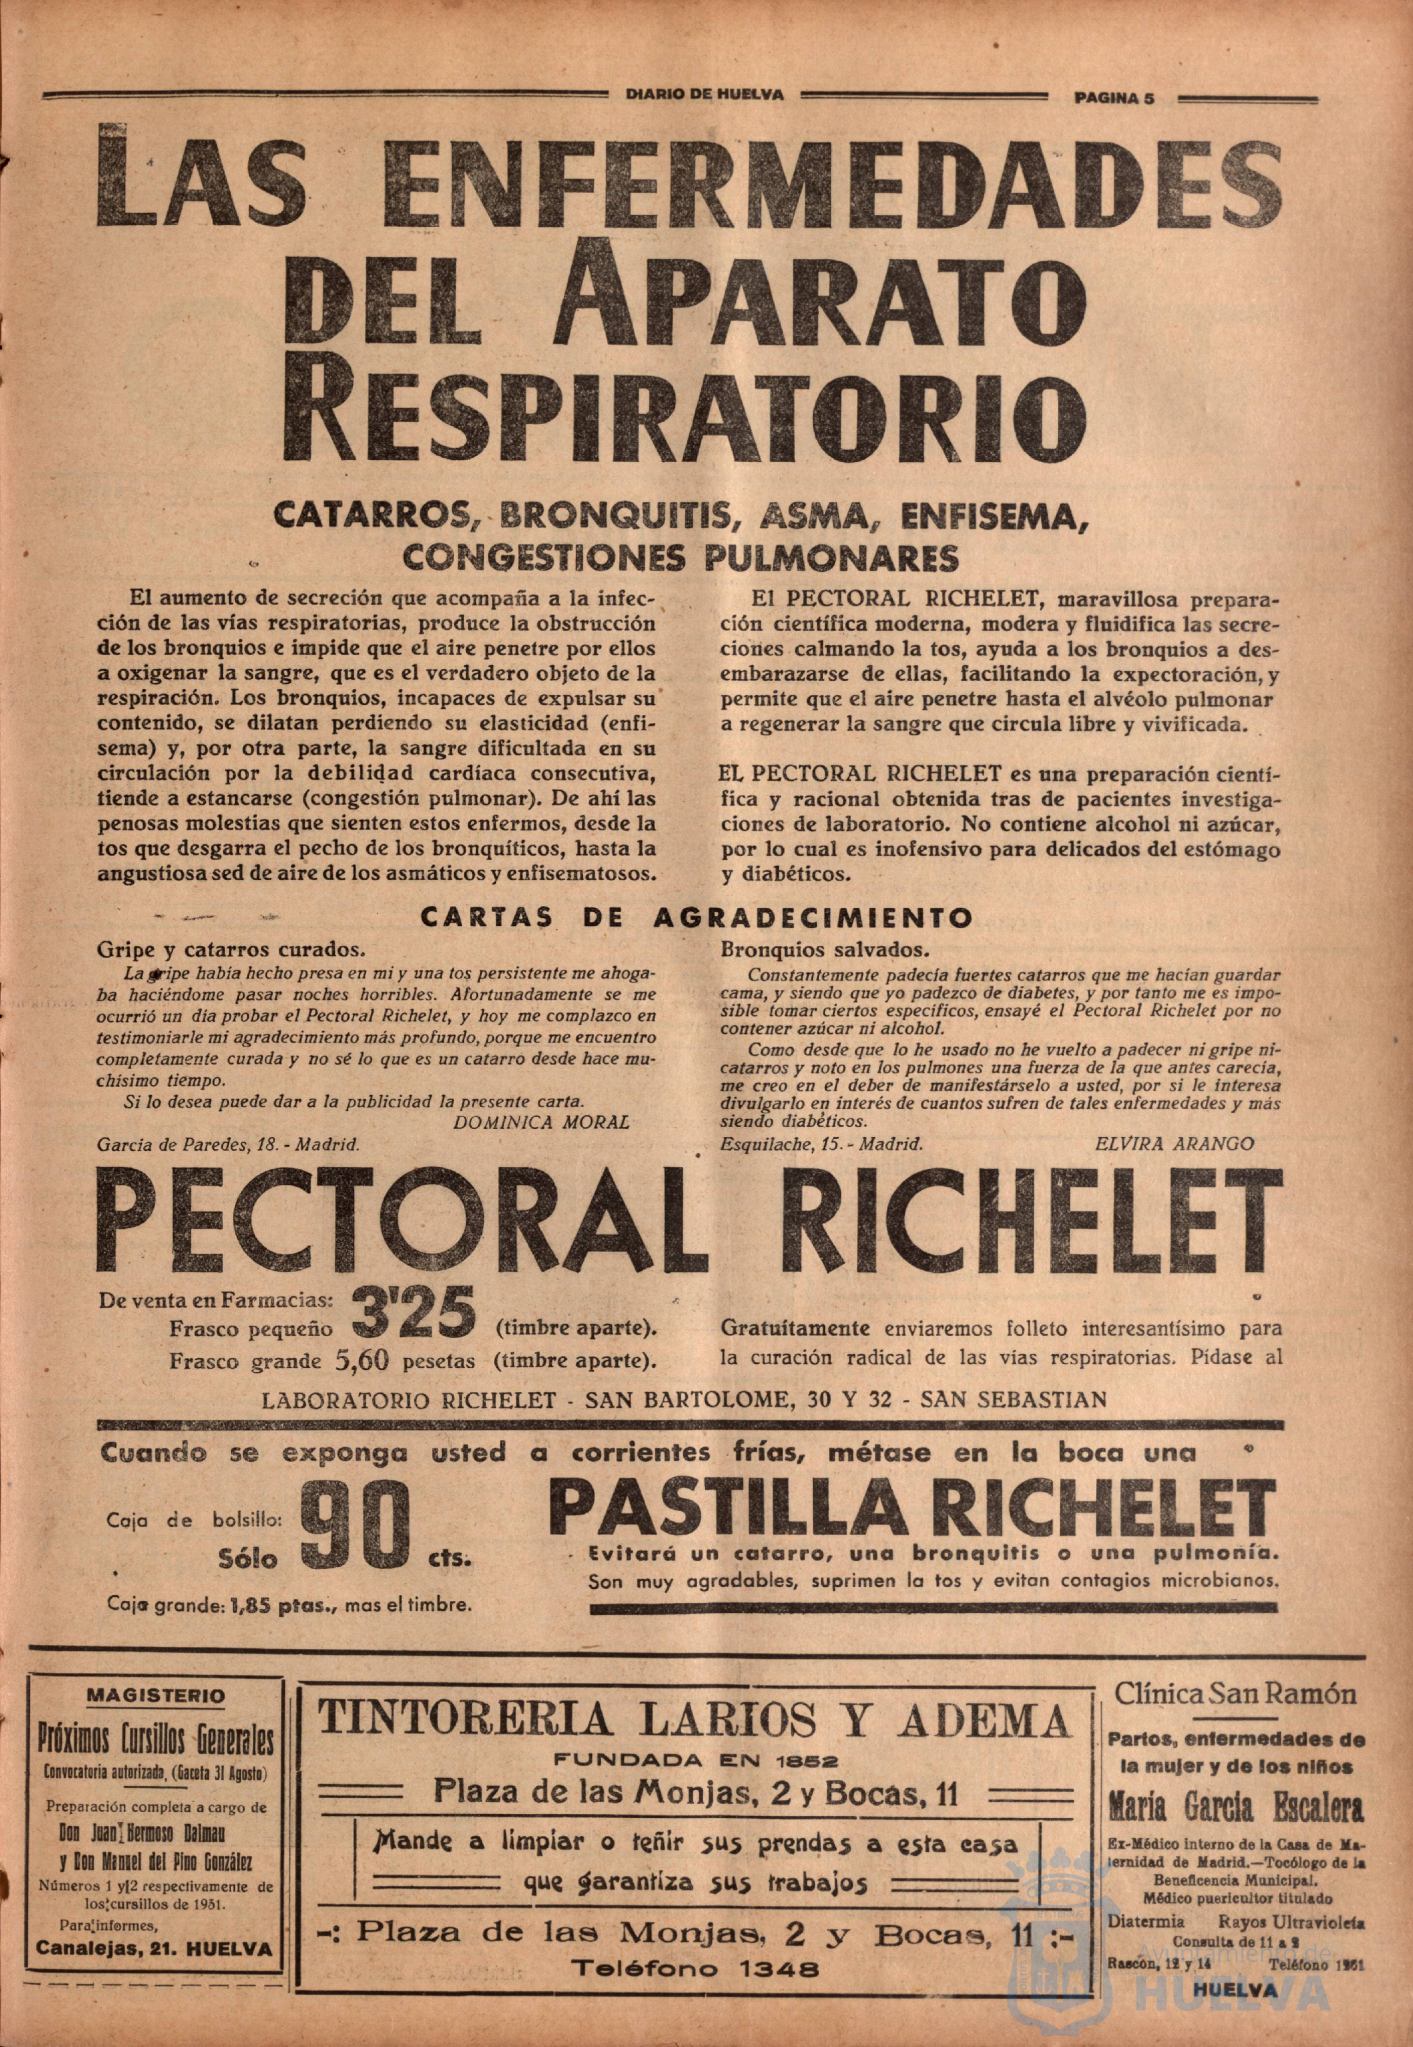 DIARIO DE HUELVA
PAGINA 5
LAS ENFERMEDADES
DEL APARATO
RESPIRATORIO
CATARROS, BRONQUITIS, ASMA, ENFISEMA,
CONGESTIONES PULMONARES
El aumento de secreción que acompaña a la infec-
ción de las vías respiratorias, produce la obstrucción
de los bronquios e impide que el aire penetre por ellos
a oxigenar la sangre, que es el verdadero objeto de la
respiración. Los bronquios, incapaces de expulsar su
contenido, se dilatan perdiendo su elasticidad (enfi-
sema) y, por otra parte, la sangre dificultada en su
circulación por la debilidad cardíaca consecutiva,
tiende a estancarse (congestión pulmonar). De ahí las
penosas molestias que sienten estos enfermos, desde la
tos que desgarra el pecho de los bronquíticos, hasta la
angustiosa sed de aire de los asmáticos y enfisematosos.
El PECTORAL RICHELET, maravillosa prepara-
ción científica moderna, modera y fluidifica las secre-
ciones calmando la tos, ayuda a los bronquios a des-
embarazarse de ellas, facilitando la expectoración, y
permite que el aire penetre hasta el alvéolo pulmonar
a regenerar la sangre que circula libre y vivificada.
EL PECTORAL RICHELET es una preparación cientí-
fica y racional obtenida tras de pacientes investiga-
ciones de laboratorio. No contiene alcohol ni azúcar,
por lo cual es inofensivo para delicados del estómago
y diabéticos.
CARTAS DE AGRADECIMIENTO
Gripe y catarros curados.
La gripe había hecho presa en mi y una tos persistente me ahoga-
ba haciéndome pasar noches horribles. Afortunadamente se me
ocurrió un día probar el Pectoral Richelet, y hoy me complazco en
testimoniarle mi agradecimiento más profundo, porque me encuentro
completamente curada y no sé lo que es un catarro desde hace mu-
chísimo tiempo.
Si lo desea puede dar a la publicidad la presente carta.
DOMINICA MORAL
García de Paredes, 18. - Madrid.
Bronquios salvados.
Constantemente padecía fuertes catarros que me hacían guardar
cama, y siendo que yo padezco de diabetes, y por tanto me es impo-
sible tomar ciertos específicos, ensayé el Pectoral Richelet por no
contener azúcar ni alcohol.
Como desde que lo he usado no he vuelto a padecer ni gripe ni-
catarros y noto en los pulmones una fuerza de la que antes carecía,
me creo en el deber de manifestárselo a usted, por si le interesa
divulgarlo en interés de cuantos sufren de tales enfermedades y más
siendo diabéticos.
Esquilache, 15. - Madrid. ELVIRA ARANGO
PECTORAL RICHELET
De venta en Farmacias:
Frasco pequeño 3'25 (timbre aparte).
Frasco grande 5,60 pesetas (timbre aparte).
Gratuítamente enviaremos folleto interesantísimo para
la curación radical de las vías respiratorias. Pídase al
LABORATORIO RICHELET - SAN BARTOLOME, 30 Y 32 - SAN SEBASTIAN
Cuando se exponga usted a corrientes frías, métase en la boca una
Caja de bolsillo:
Sólo 90 cts.
Caja grande: 1,85 ptas., mas el timbre.
PASTILLA RICHELET
Evitará un catarro, una bronquitis o una pulmonía.
Son muy agradables, suprimen la tos y evitan contagios microbianos.
MAGISTERIO
Próximos Cursillos Generales
Convocatoria autorizada, (Gaceta 31 Agosto)
Preparación completa a cargo de
Don Juan Hermoso Dalmau
y Don Manuel del Pino González
Números 1 y 2 respectivamente de
los cursillos de 1931.
Para informes,
Canalejas, 21. HUELVA
TINTORERIA LARIOS Y ADEMA
FUNDADA EN 1852
Plaza de las Monjas, 2 y Bocas, 11
Mande a limpiar o teñir sus prendas a esta casa
que garantiza sus trabajos
-: Plaza de las Monjas, 2 y Bocas, 11 :-
Teléfono 1348
Clínica San Ramón
Partos, enfermedades de
la mujer y de los niños
María García Escalera
Ex-Médico interno de la Casa de Ma-
ternidad de Madrid.—Tocólogo de la
Beneficencia Municipal.
Médico puericultor titulado
Diatermia Rayos Ultravioleta
Consulta de 11 a 2
Rascón, 12 y 14 Teléfono
HUELVA
Ayuntamiento de
HUELVA